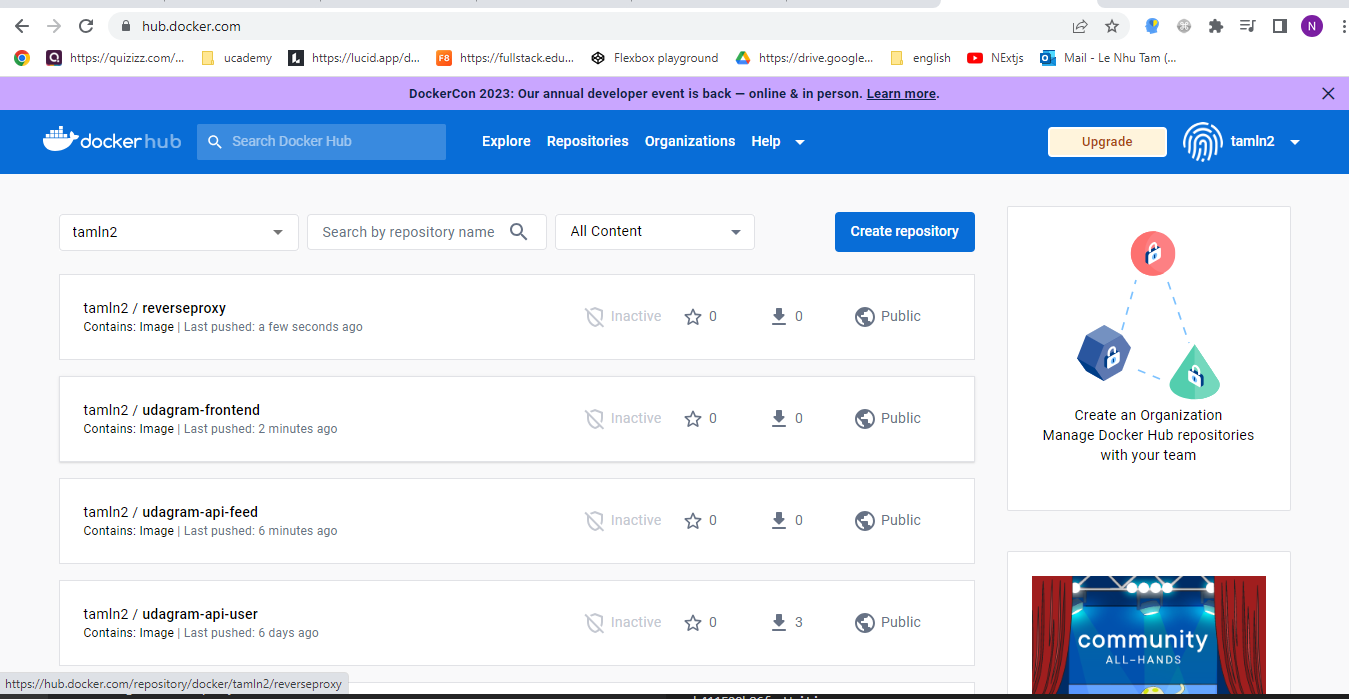 hub.docker.com
N
https://quizizz.com/...
ucademy
https://lucid.app/d...
F8
https://fullstack.edu...
Flexbox playground
https://drive.google...
english
NExtjs
Mail - Le Nhu Tam (...
DockerCon 2023: Our annual developer event is back — online & in person. Learn more.
docker hub
Search Docker Hub
Explore
Repositories
Organizations
Help
Upgrade
tamln2
tamln2
Search by repository name
All Content
Create repository
tamln2 / reverseproxy
Contains: Image | Last pushed: a few seconds ago
Inactive
0
0
Public
tamln2 / udagram-frontend
Contains: Image | Last pushed: 2 minutes ago
Inactive
0
0
Public
tamln2 / udagram-api-feed
Contains: Image | Last pushed: 6 minutes ago
Inactive
0
0
Public
tamln2 / udagram-api-user
Contains: Image | Last pushed: 6 days ago
Inactive
0
3
Public
Create an Organization
Manage Docker Hub repositories
with your team
community
ALL-HANDS
https://hub.docker.com/repository/docker/tamln2/reverseproxy